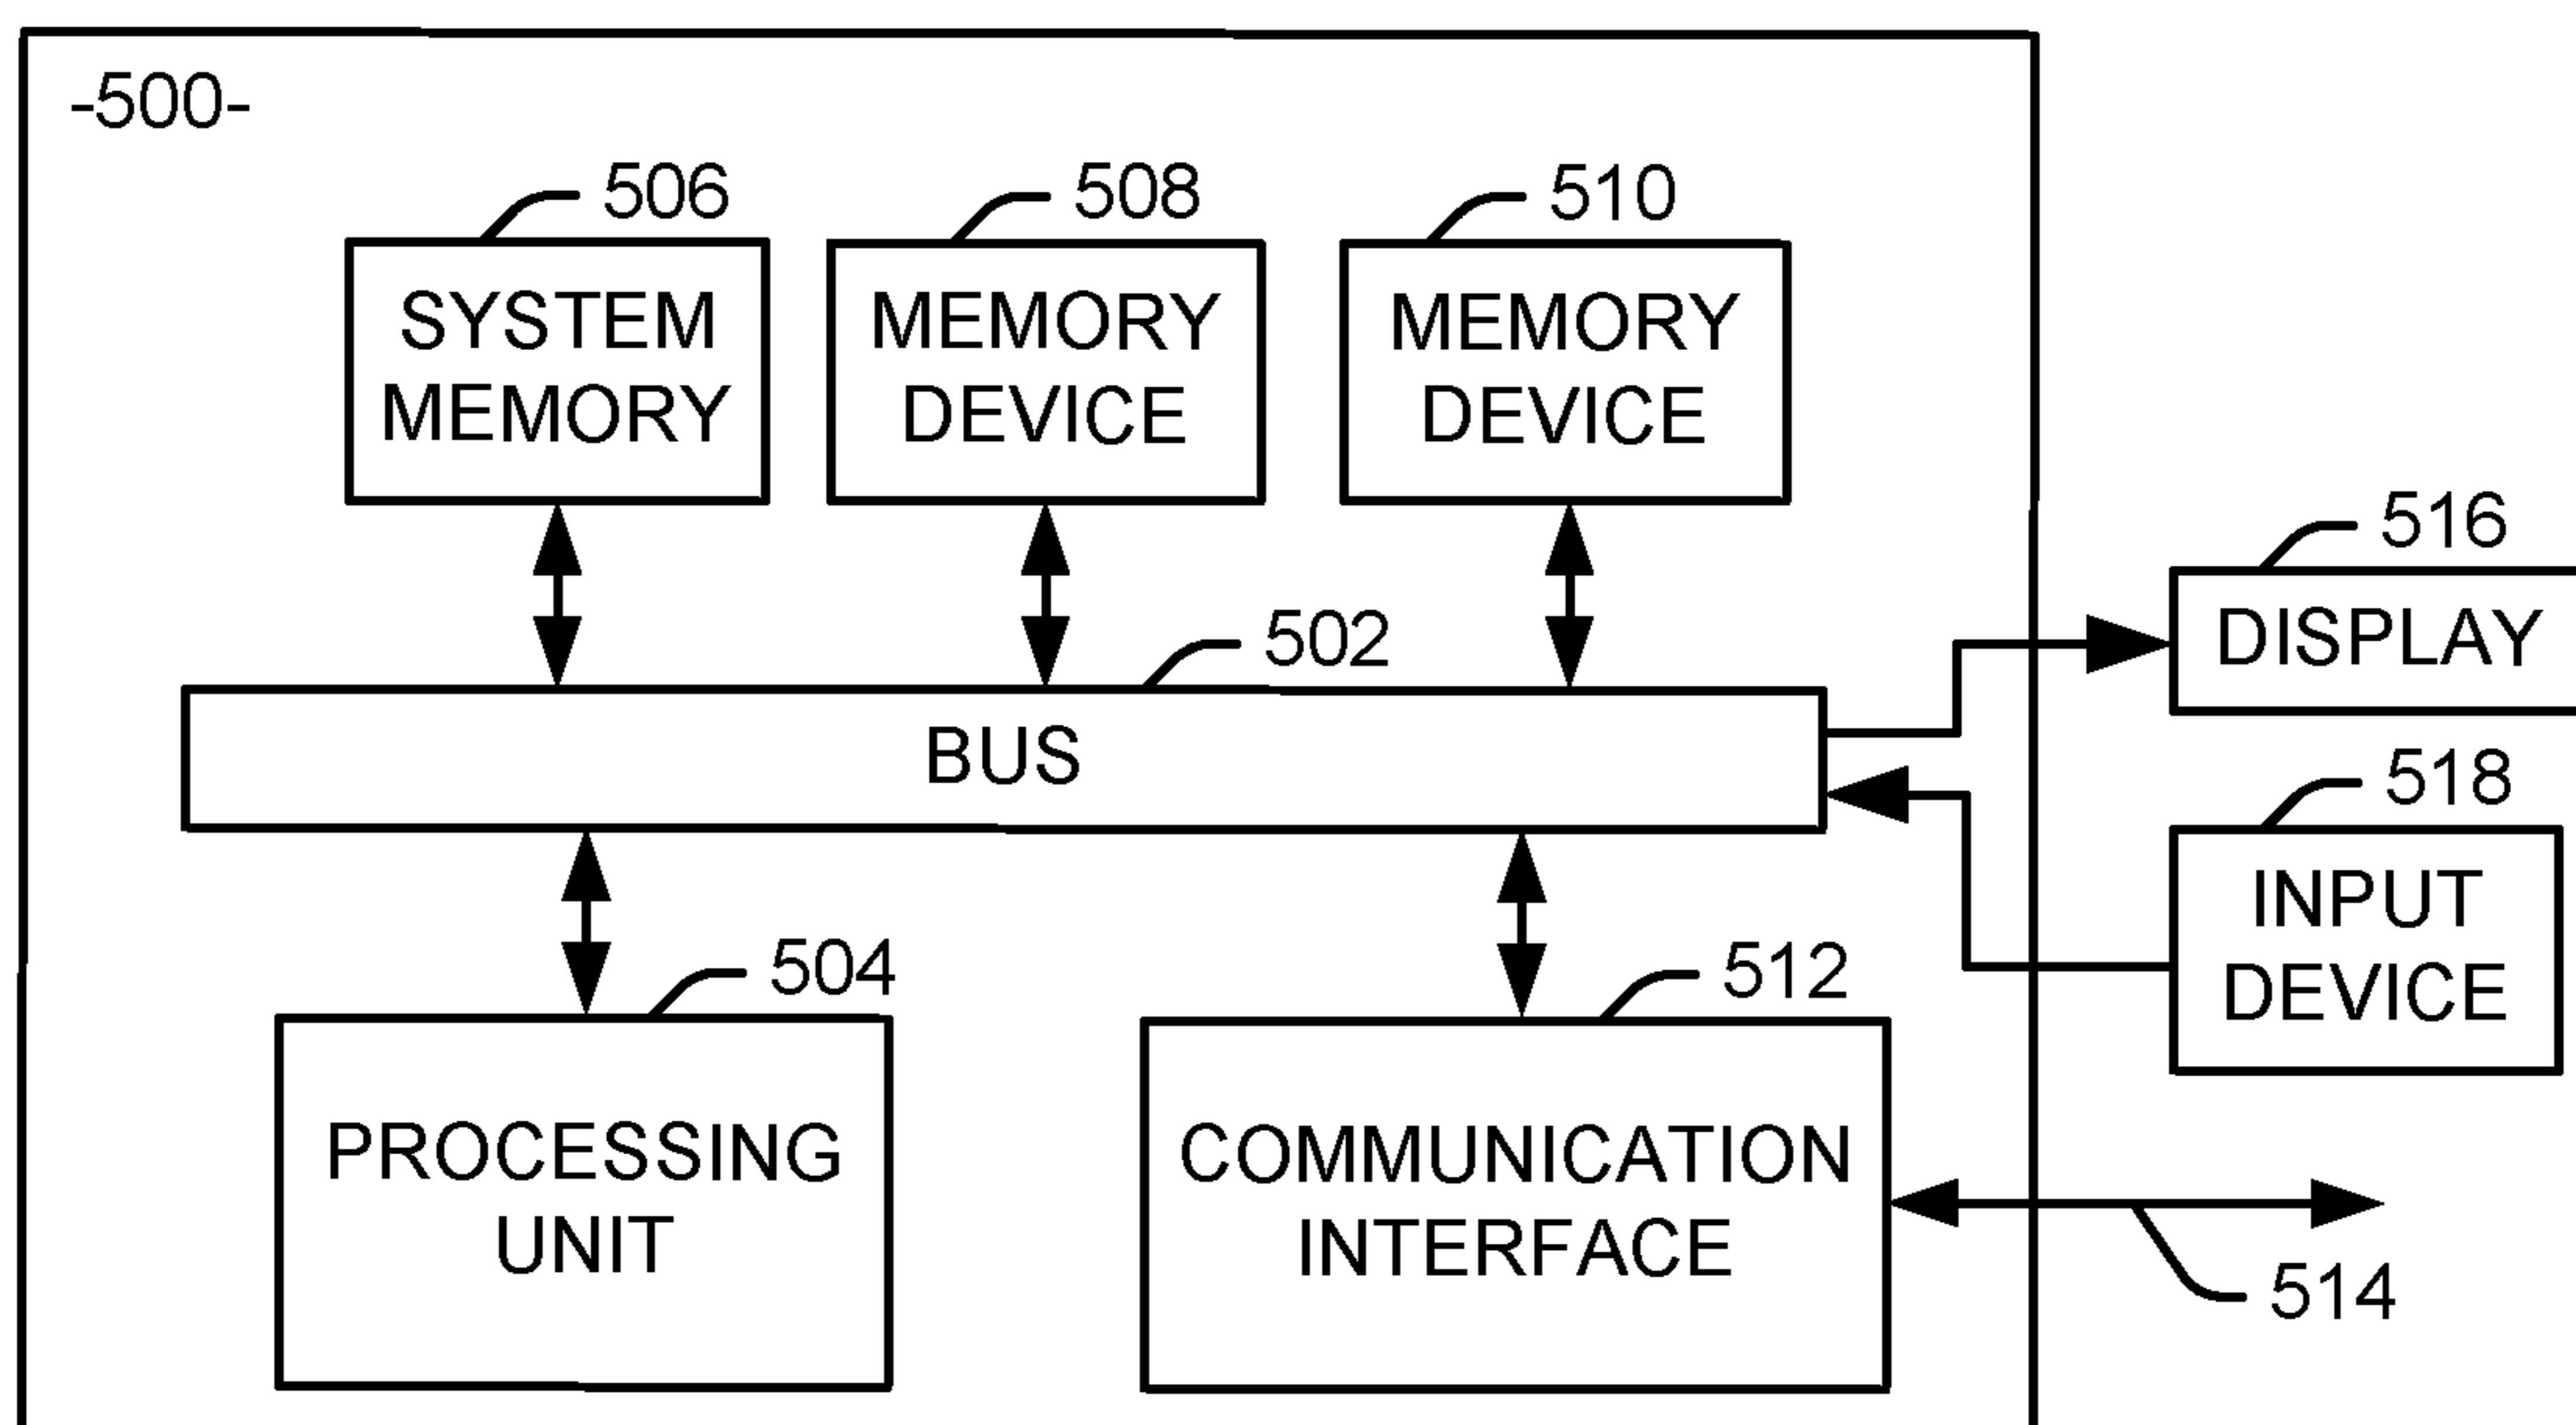 -500-
506
508
510
SYSTEM
MEMORY
MEMORY
DEVICE
MEMORY
DEVICE
516
DISPLAY
502
BUS
518
INPUT
DEVICE
504
512
PROCESSING
UNIT
COMMUNICATION
INTERFACE
514